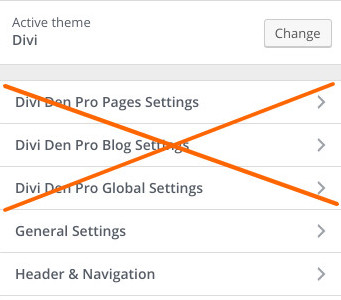 Active theme
Divi
Change
Divi Den Pro Pages Settings
Divi Den Pro Blog Settings
Divi Den Pro Global Settings
General Settings
Header & Navigation